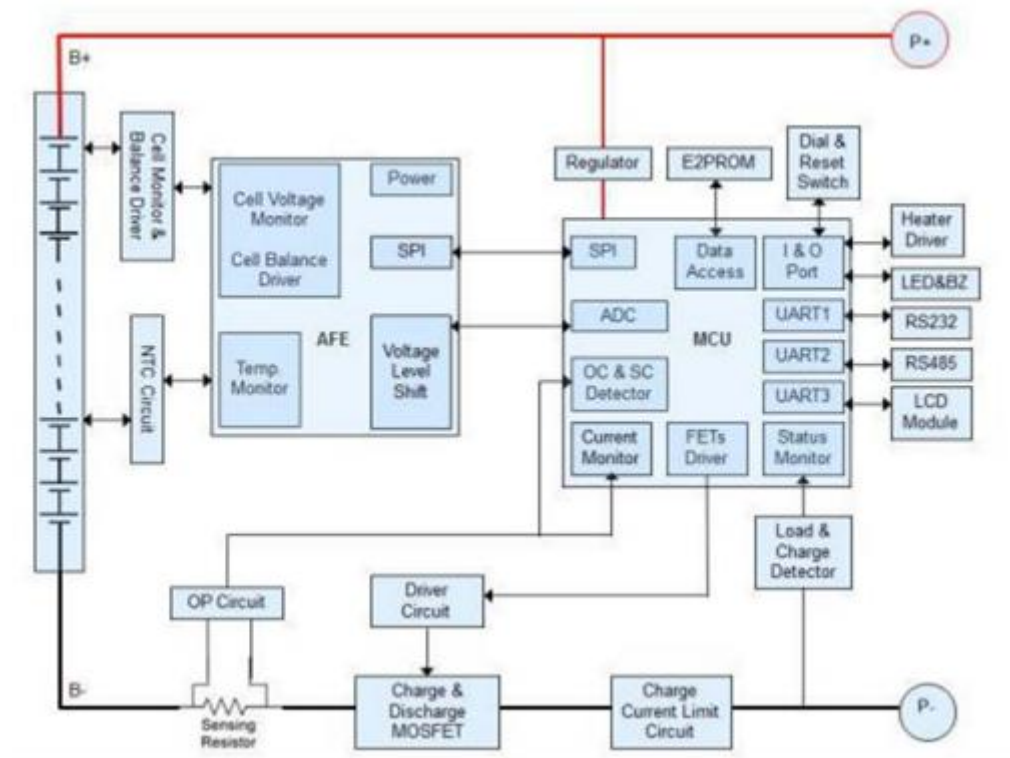 P+
B+
Cell Monitor &
Balance Driver
Cell Voltage
Monitor
Cell Balance
Driver
Power
SPI
AFE
Temp
Monitor
Voltage
Level
Shift
NTC Circuit
Regulator
E2PROM
Dial &
Reset
Switch
SPI
Data
Access
I & O
Port
Heater
Driver
LED&BZ
ADC
MCU
UART1
RS232
OC & SC
Detector
UART2
RS485
UART3
LCD
Module
Current
Monitor
FETs
Driver
Status
Monitor
Load &
Charge
Detector
OP Circuit
Driver
Circuit
B-
Sensing
Resistor
Charge &
Discharge
MOSFET
Charge
Current Limit
Circuit
P-